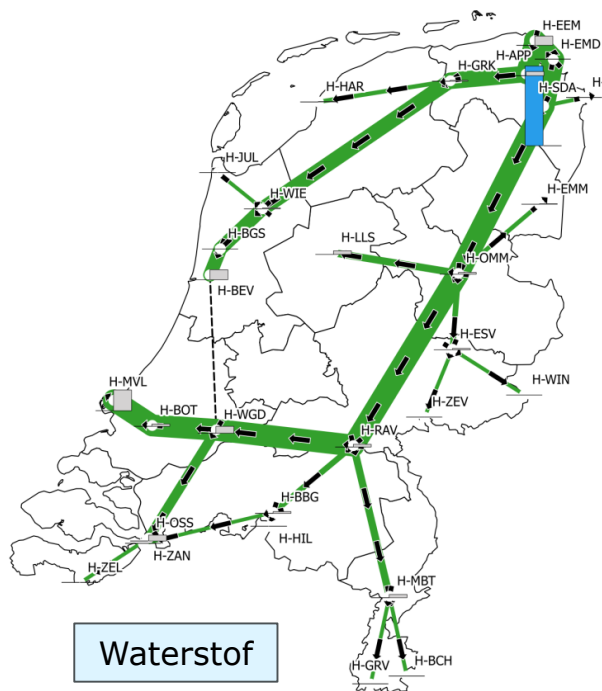 H-EEM
H-APP
H-EMD
H-GRK
H-SDA
H-HAR
H
H-JUL
H-WIE
H-EMM
H-BGS
H-LLS
H-OMM
H-BEV
H-ESV
H-WIN
H-MVL
H-ZEV
H-BOT
H-WGD
H-RAV
H-BBG
H-OSS
H-HIL
H-ZAN
H-ZEL
H-MBT
H-GRV
H-BCH
Waterstof